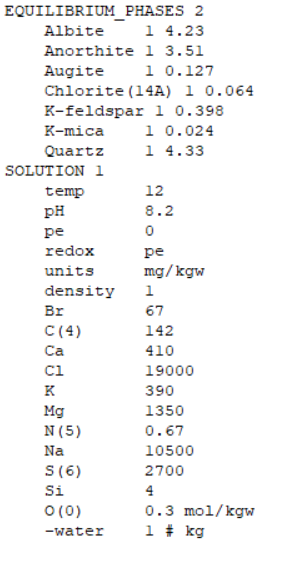 EQUILIBRIUM_PHASES 2
Albite 1 4.23
Anorthite 1 3.51
Augite 1 0.127
Chlorite(14A) 1 0.064
K-feldspar 1 0.398
K-mica 1 0.024
Quartz 1 4.33
SOLUTION 1
temp 12
pH 8.2
pe 0
redox pe
units mg/kgw
density 1
Br 67
C(4) 142
Ca 410
Cl 19000
K 390
Mg 1350
N(5) 0.67
Na 10500
S(6) 2700
Si 4
O(0) 0.3 mol/kgw
-water 1 # kg